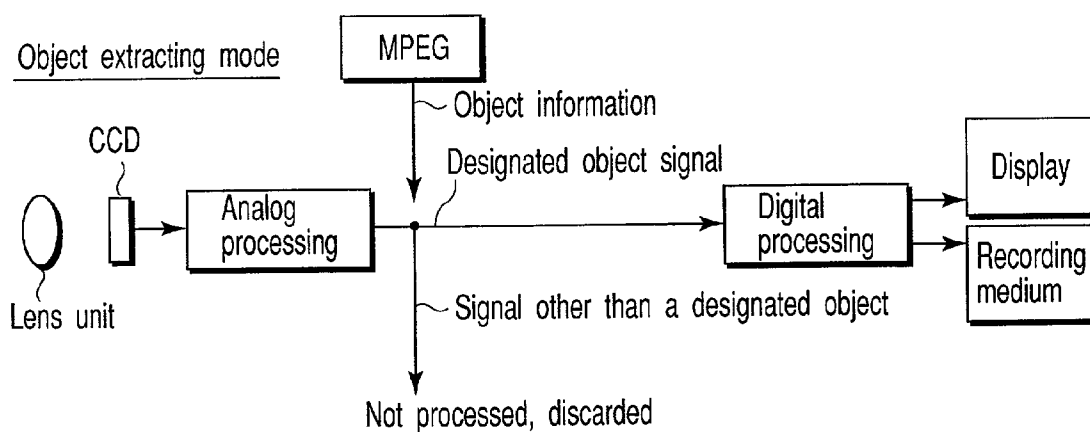 Object extracting mode
MPEG
Object information
CCD
Designated object signal
Display
Analog
processing
Digital
processing
Recording
medium
Lens unit
Signal other than a designated object
Not processed, discarded